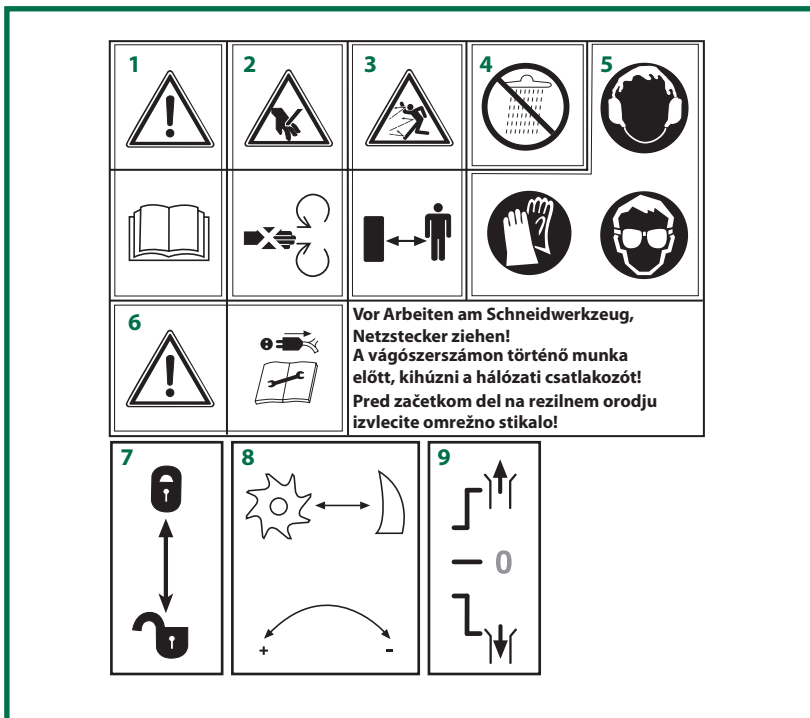 1
2
3
4
5
6
Vor Arbeiten am Schneidwerkzeug,
Netzstecker ziehen!
A vágószerszámon történő munka
előtt, kihúzni a hálózati csatlakozót!
Pred začetkom del na rezilnem orodju
izvlecite omrežno stikalo!
7
8
+
-
9
0